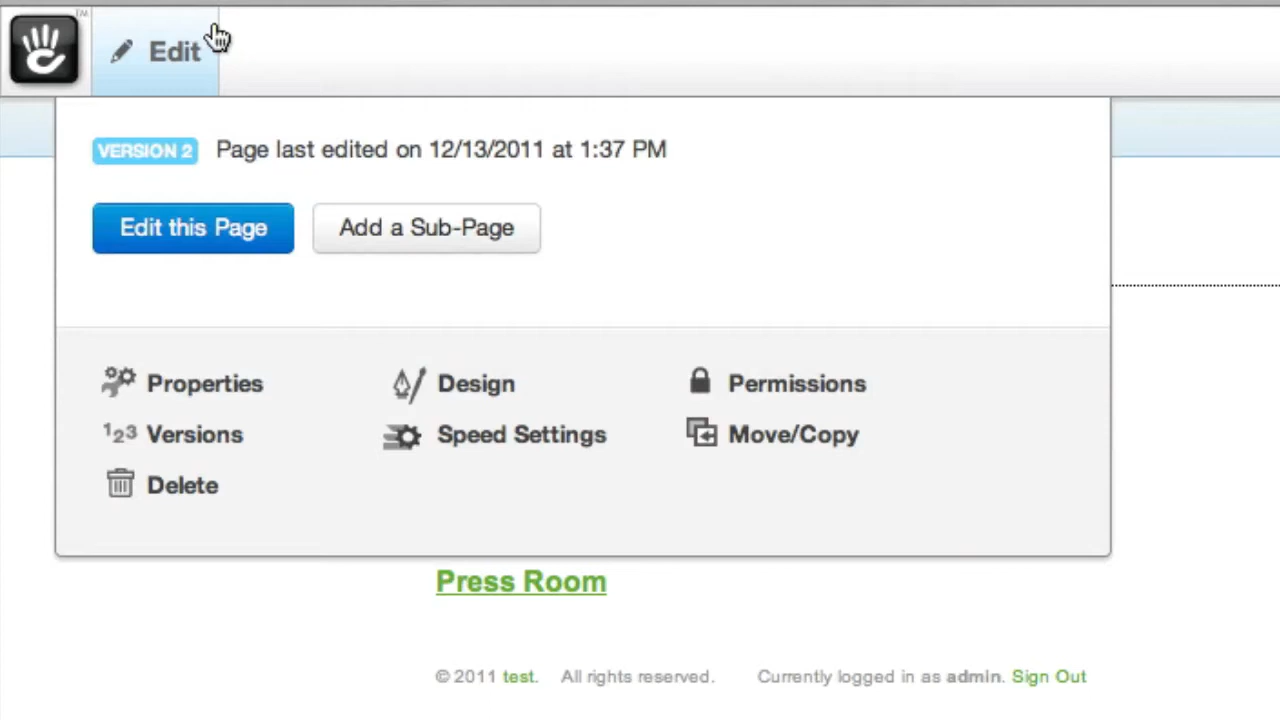 TM
Edit
VERSION 2 Page last edited on 12/13/2011 at 1:37 PM
Edit this Page Add a Sub-Page
Properties Design Permissions
123 Versions Speed Settings Move/Copy
Delete
Press Room
© 2011 test. All rights reserved. Currently logged in as admin. Sign Out